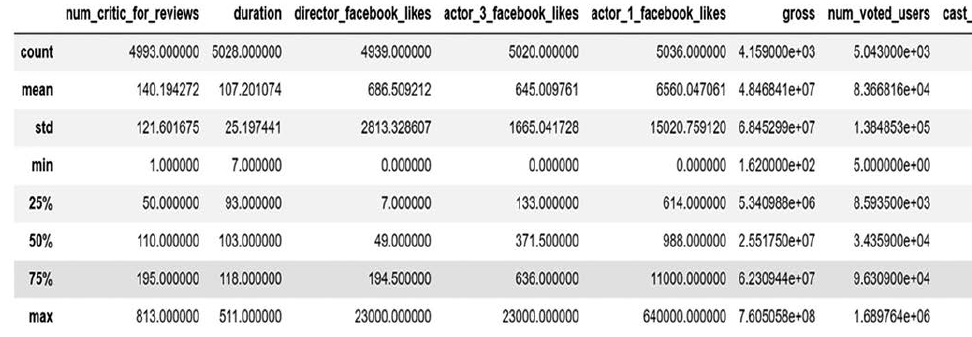 num_critic_for_reviews duration director_facebook_likes actor_3_facebook_likes actor_1_facebook_likes gross num_voted_users cast_
count 4993.000000 5028.000000 4939.000000 5020.000000 5036.000000 4.159000e+03 5.043000e+03
mean 140.194272 107.201074 686.509212 645.009761 6560.047061 4.846841e+07 8.366816e+04
std 121.601675 25.197441 2813.328607 1665.041728 15020.759120 6.845299e+07 1.384853e+05
min 1.000000 7.000000 0.000000 0.000000 0.000000 1.620000e+02 5.000000e+00
25% 50.000000 93.000000 7.000000 133.000000 614.000000 5.340988e+06 8.593500e+03
50% 110.000000 103.000000 49.000000 371.500000 988.000000 2.551750e+07 3.435900e+04
75% 195.000000 118.000000 194.500000 636.000000 11000.000000 6.230944e+07 9.630900e+04
max 813.000000 511.000000 23000.000000 23000.000000 640000.000000 7.605058e+08 1.689764e+06